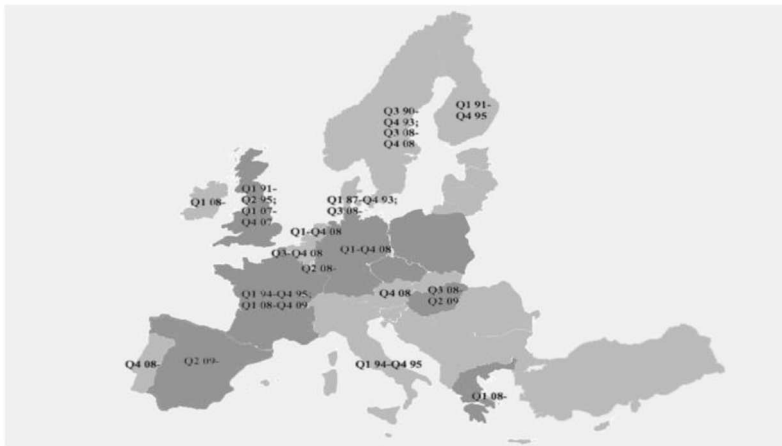 Q3 90-
Q4 93;
Q3 08-
Q4 08
Q1 91-
Q4 95
Q1 08-
Q1 91-
Q2 95;
Q1 07-
Q4 07
Q1 87-Q4 93;
Q3 08-
Q1-Q4 08
Q1-Q4 08
Q3-Q4 08
Q2 08-
Q1 94-Q4 95;
Q1 08-Q4 09
Q4 08
Q3 08-
Q2 09
Q4 08-
Q2 09-
Q1 94-Q4 95
Q1 08-